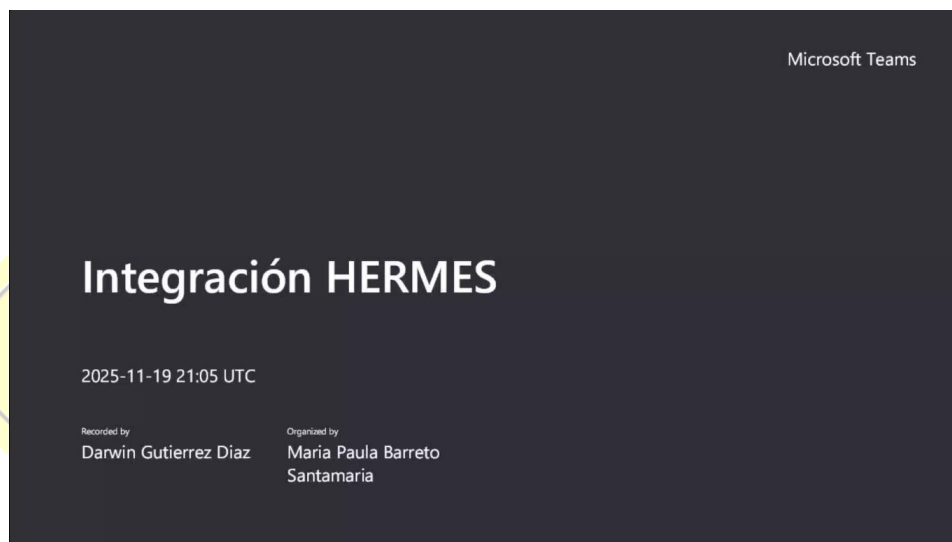 Microsoft Teams
Integración HERMES
2025-11-19 21:05 UTC
Recorded by
Darwin Gutierrez Diaz
Organized by
Maria Paula Barreto
Santamaria